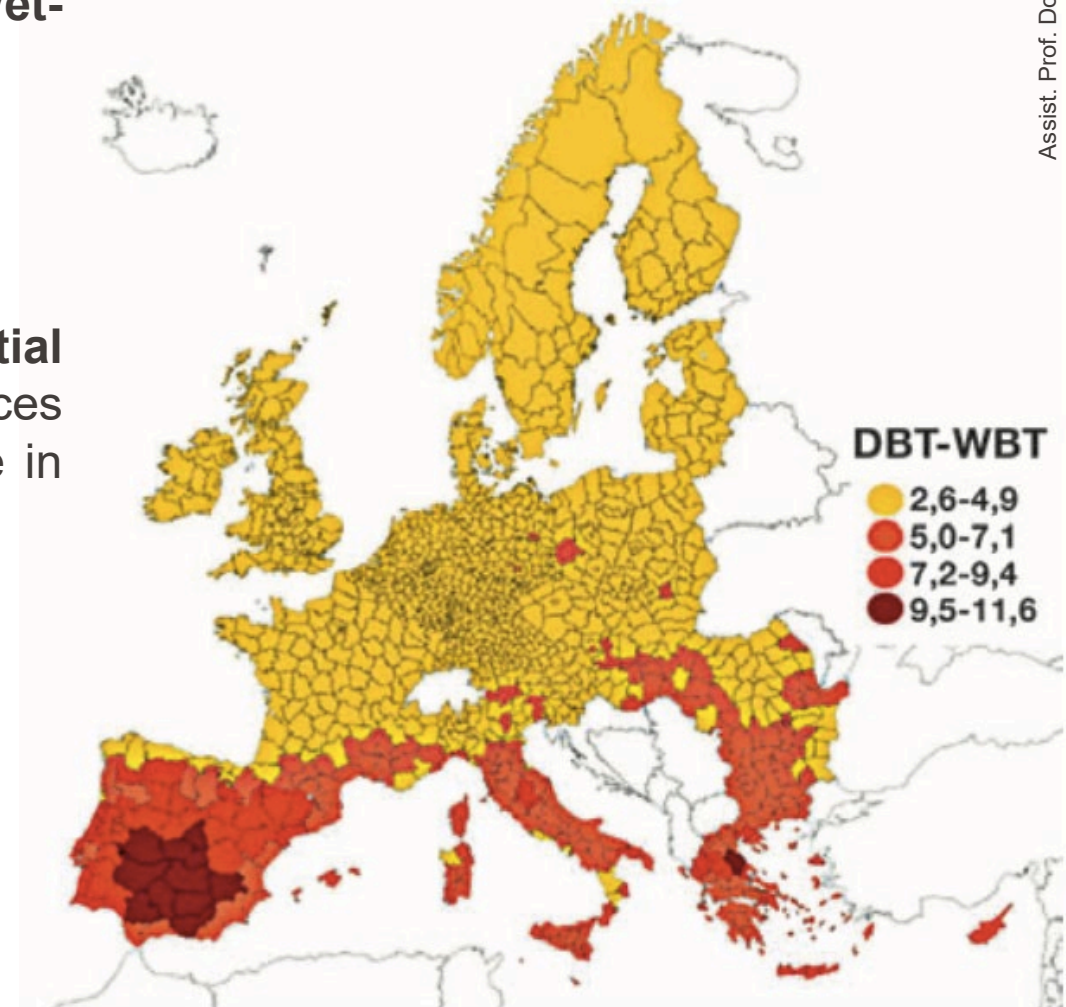 et-
tial
ces
e in
Assist. Prof. Do
DBT-WBT
2,6-4,9
5,0-7,1
7,2-9,4
9,5-11,6